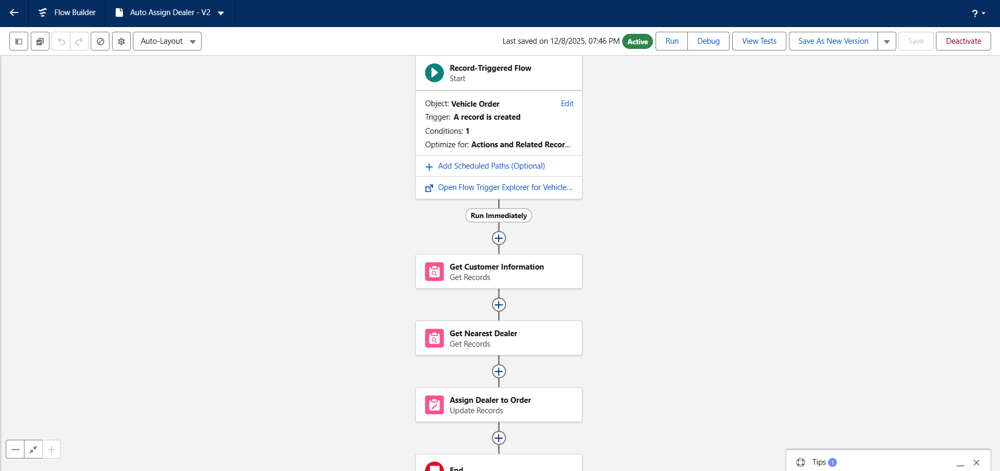 Flow Builder
Auto Assign Dealer - V2
?
Auto-Layout
Last saved on 12/8/2025, 07:46 PM
Active
Run
Debug
View Tests
Save As New Version
Save
Deactivate
Record-Triggered Flow
Start
Object: Vehicle Order
Edit
Trigger: A record is created
Conditions: 1
Optimize for: Actions and Related Recor...
Add Scheduled Paths (Optional)
Open Flow Trigger Explorer for Vehicle...
Run Immediately
Get Customer Information
Get Records
Get Nearest Dealer
Get Records
Assign Dealer to Order
Update Records
End
Tips 1